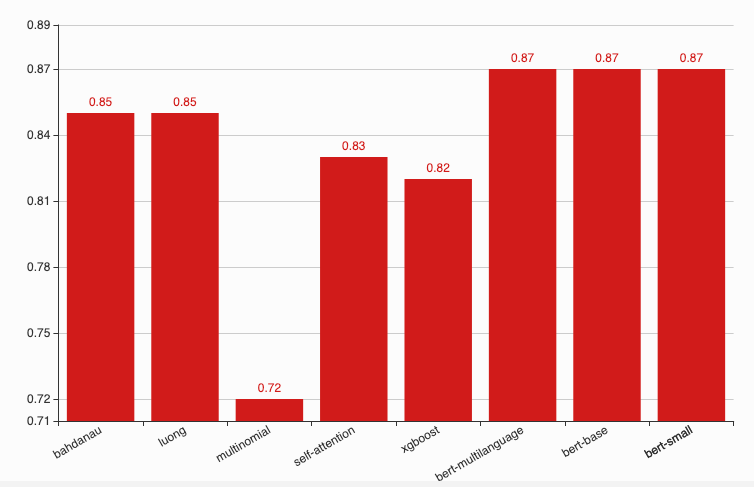 0.89
0.87
0.84
0.81
0.78
0.75
0.72
0.71
0.85
0.85
0.72
0.83
0.82
0.87
0.87
0.87
bahdanau
luong
multinomial
self-attention
xgboost
bert-multilanguage
bert-base
bert-small